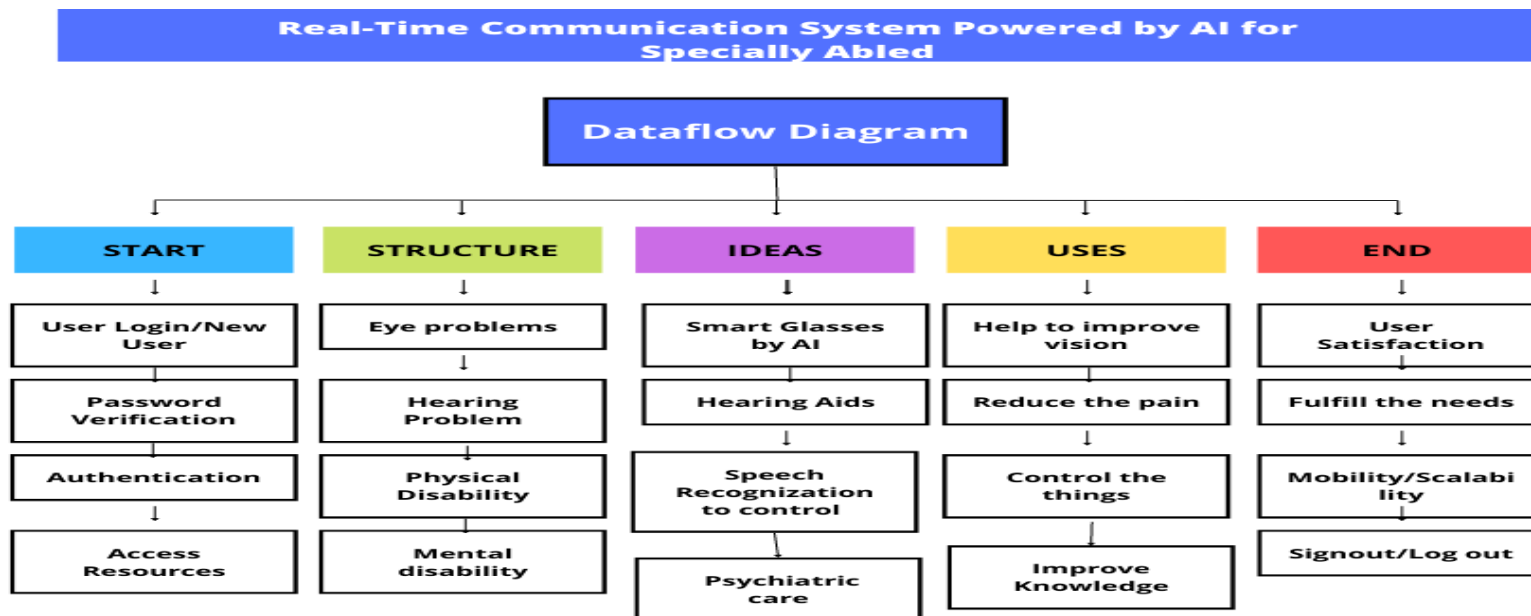 Real-Time Communication System Powered by AI for
Specially Abled
Dataflow Diagram
START
User Login/New
User
Password
Verification
Authentication
Access
Resources
STRUCTURE
Eye problems
Hearing
Problem
Physical
Disability
Mental
disability
IDEAS
Smart Glasses
by AI
Hearing Aids
Speech
Recognization
to control
Psychiatric
care
USES
Help to improve
vision
Reduce the pain
Control the
things
Improve
Knowledge
END
User
Satisfaction
Fulfill the needs
Mobility/Scalabi
lity
Signout/Log out